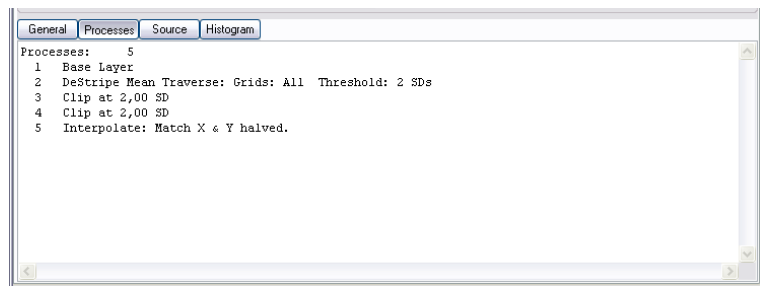 General Processes Source Histogram
Processes: 5
1 Base Layer
2 DeStripe Mean Traverse: Grids: All Threshold: 2 SDs
3 Clip at 2,00 SD
4 Clip at 2,00 SD
5 Interpolate: Match X & Y halved.